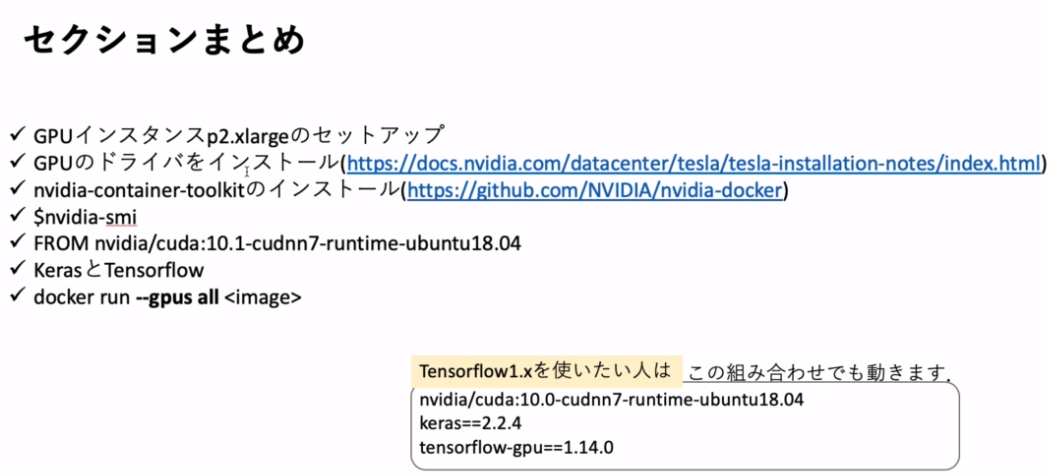 セクションまとめ
✓ GPUインスタンスp2.xlargeのセットアップ
✓ GPUのドライバをインストール(https://docs.nvidia.com/datacenter/tesla/tesla-installation-notes/index.html)
✓ nvidia-container-toolkitのインストール(https://github.com/NVIDIA/nvidia-docker)
✓ $nvidia-smi
✓ FROM nvidia/cuda:10.1-cudnn7-runtime-ubuntu18.04
✓ KerasとTensorflow
✓ docker run --gpus all <image>
Tensorflow1.xを使いたい人は この組み合わせでも動きます.
nvidia/cuda:10.0-cudnn7-runtime-ubuntu18.04
keras==2.2.4
tensorflow-gpu==1.14.0